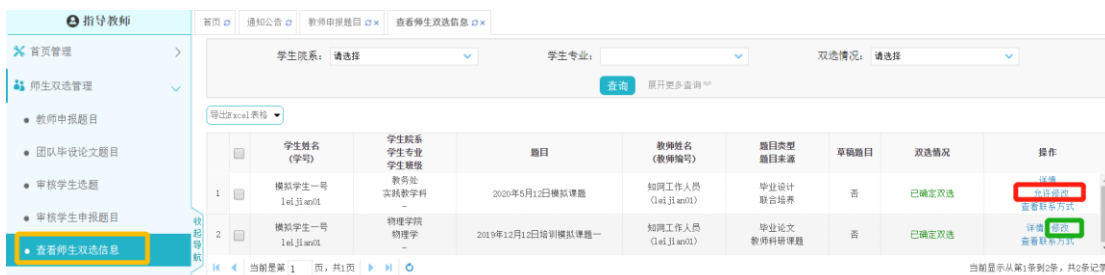 指导教师
首页 通知公告 教师申报题目 × 查看师生双选信息 ×
首页管理
师生双选管理
教师申报题目
团队毕设论文题目
审核学生选题
审核学生申报题目
查看师生双选信息
收起导航
学生院系： 请选择 学生专业： 双选情况： 请选择
查询 展开更多查询
导出Excel表格
学生姓名
(学号)
学生院系
学生专业
学生班级
题目
教师姓名
(教师编号)
题目类型
题目来源
草稿题目
双选情况
操作
1
模拟学生一号
leijian01
教务处
实践教学科
-
2020年5月12日模拟课题
知网工作人员
(leijian01)
毕业设计
联合培养
否
已确定双选
详情
允许修改
查看联系方式
2
模拟学生一号
leijian01
物理学院
物理学
-
2019年12月12日培训模拟课题一
知网工作人员
(leijian01)
毕业论文
教师科研课题
否
已确定双选
详情 修改
查看联系方式
当前是第 1 页，共1页
当前显示从第1条到2条，共2条记录